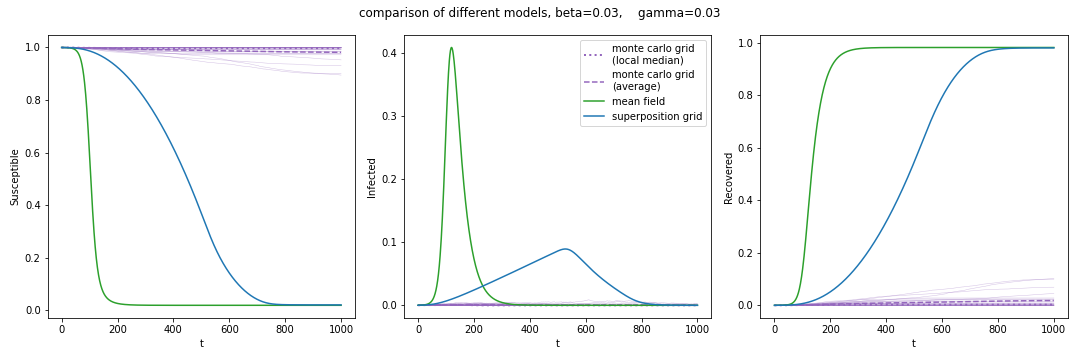 comparison of different models, beta=0.03, gamma=0.03
Susceptible
1.0
0.8
0.6
0.4
0.2
0.0
0
200
400
600
800
1000
t
Infected
0.4
0.3
0.2
0.1
0.0
0
200
400
600
800
1000
t
monte carlo grid
(local median)
monte carlo grid
(average)
mean field
superposition grid
Recovered
1.0
0.8
0.6
0.4
0.2
0.0
0
200
400
600
800
1000
t